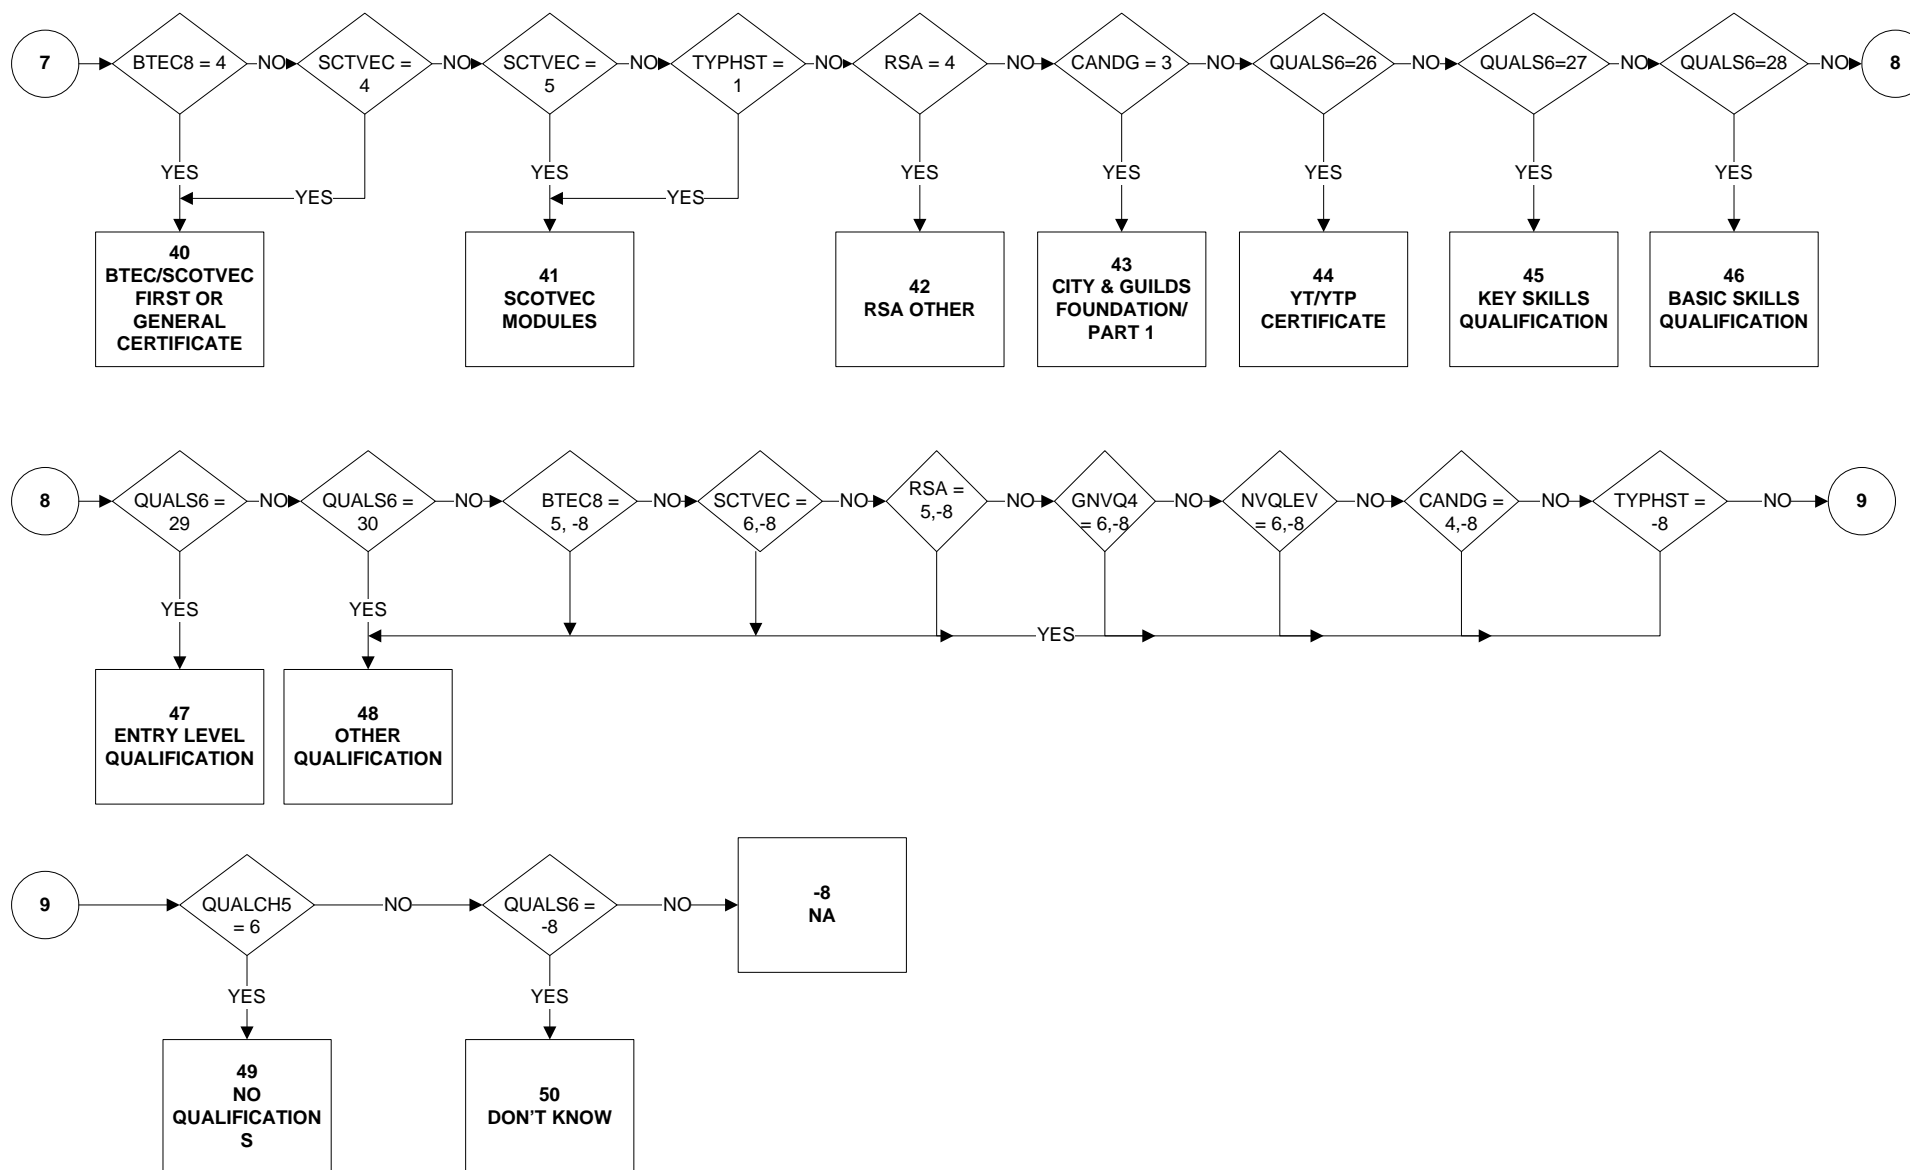 7
BTEC8 = 4
NO
SCTVEC =
4
NO
SCTVEC =
5
NO
TYPHST =
1
NO
RSA = 4
NO
CANDG = 3
NO
QUALS6=26
NO
QUALS6=27
NO
QUALS6=28
NO
8
YES
YES
YES
YES
YES
YES
YES
YES
YES
40
BTEC/SCOTVEC
FIRST OR
GENERAL
CERTIFICATE
41
SCOTVEC
MODULES
42
RSA OTHER
43
CITY & GUILDS
FOUNDATION/
PART 1
44
YT/YTP
CERTIFICATE
45
KEY SKILLS
QUALIFICATION
46
BASIC SKILLS
QUALIFICATION
8
QUALS6 =
29
NO
QUALS6 =
30
NO
BTEC8 =
5, -8
NO
SCTVEC =
6,-8
NO
RSA =
5,-8
NO
GNVQ4
= 6,-8
NO
NVQLEV
= 6,-8
NO
CANDG =
4,-8
NO
TYPHST =
-8
NO
9
YES
YES
YES
47
ENTRY LEVEL
QUALIFICATION
48
OTHER
QUALIFICATION
9
QUALCH5
= 6
NO
QUALS6 =
-8
NO
-8
NA
YES
YES
49
NO
QUALIFICATION
S
50
DON'T KNOW